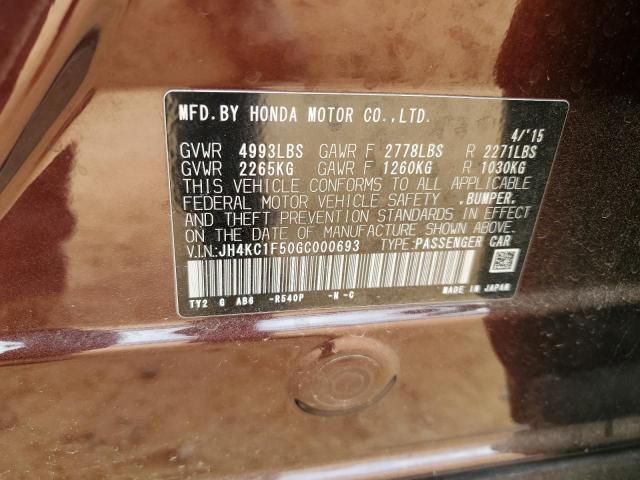 MFD.BY HONDA MOTOR CO.,LTD.
4/'15
GVWR 4993LBS GAWR F 2778LBS R 2271LBS
GVWR 2265KG GAWR F 1260KG R 1030KG
THIS VEHICLE CONFORMS TO ALL APPLICABLE
FEDERAL MOTOR VEHICLE SAFETY ,BUMPER,
AND THEFT PREVENTION STANDARDS IN EFFECT
ON THE DATE OF MANUFACTURE SHOWN ABOVE.
V.I.N:JH4KC1F50GC000693 TYPE:PASSENGER CAR
TY2 G AB6 -R540P -N -C MADE IN JAPAN